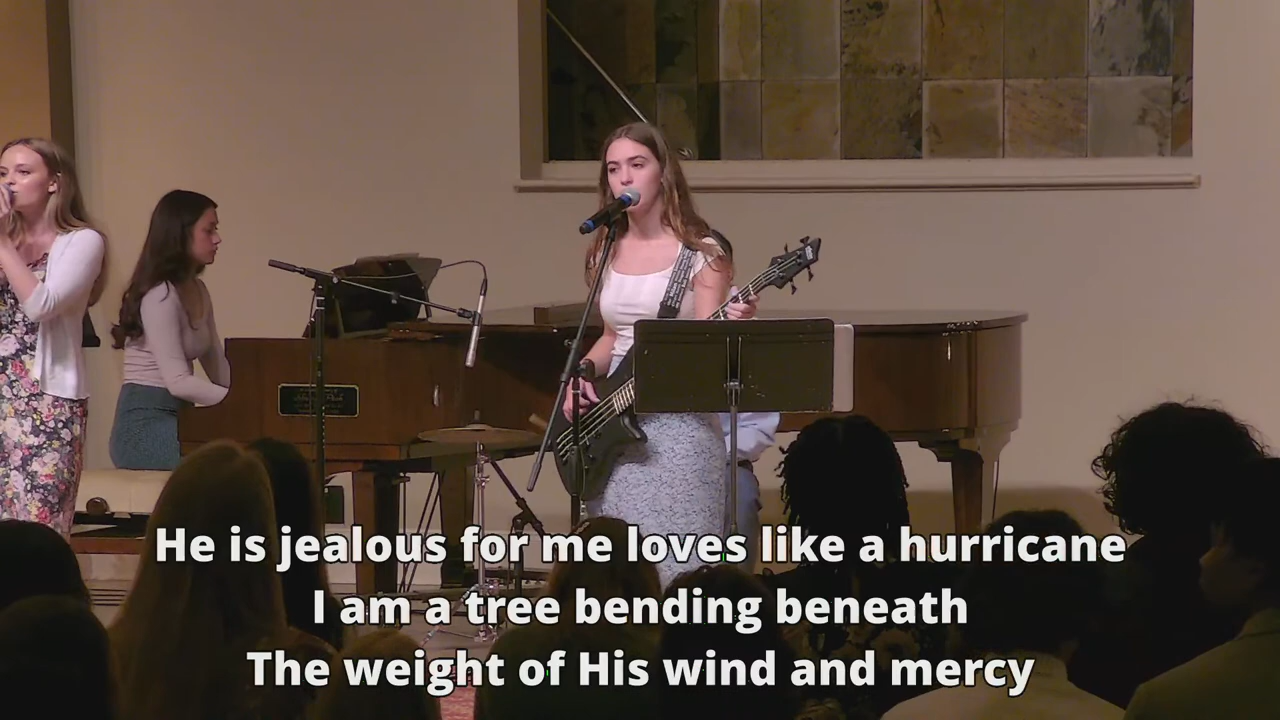 He is jealous for me loves like a hurricane
I am a tree bending beneath
The weight of His wind and mercy